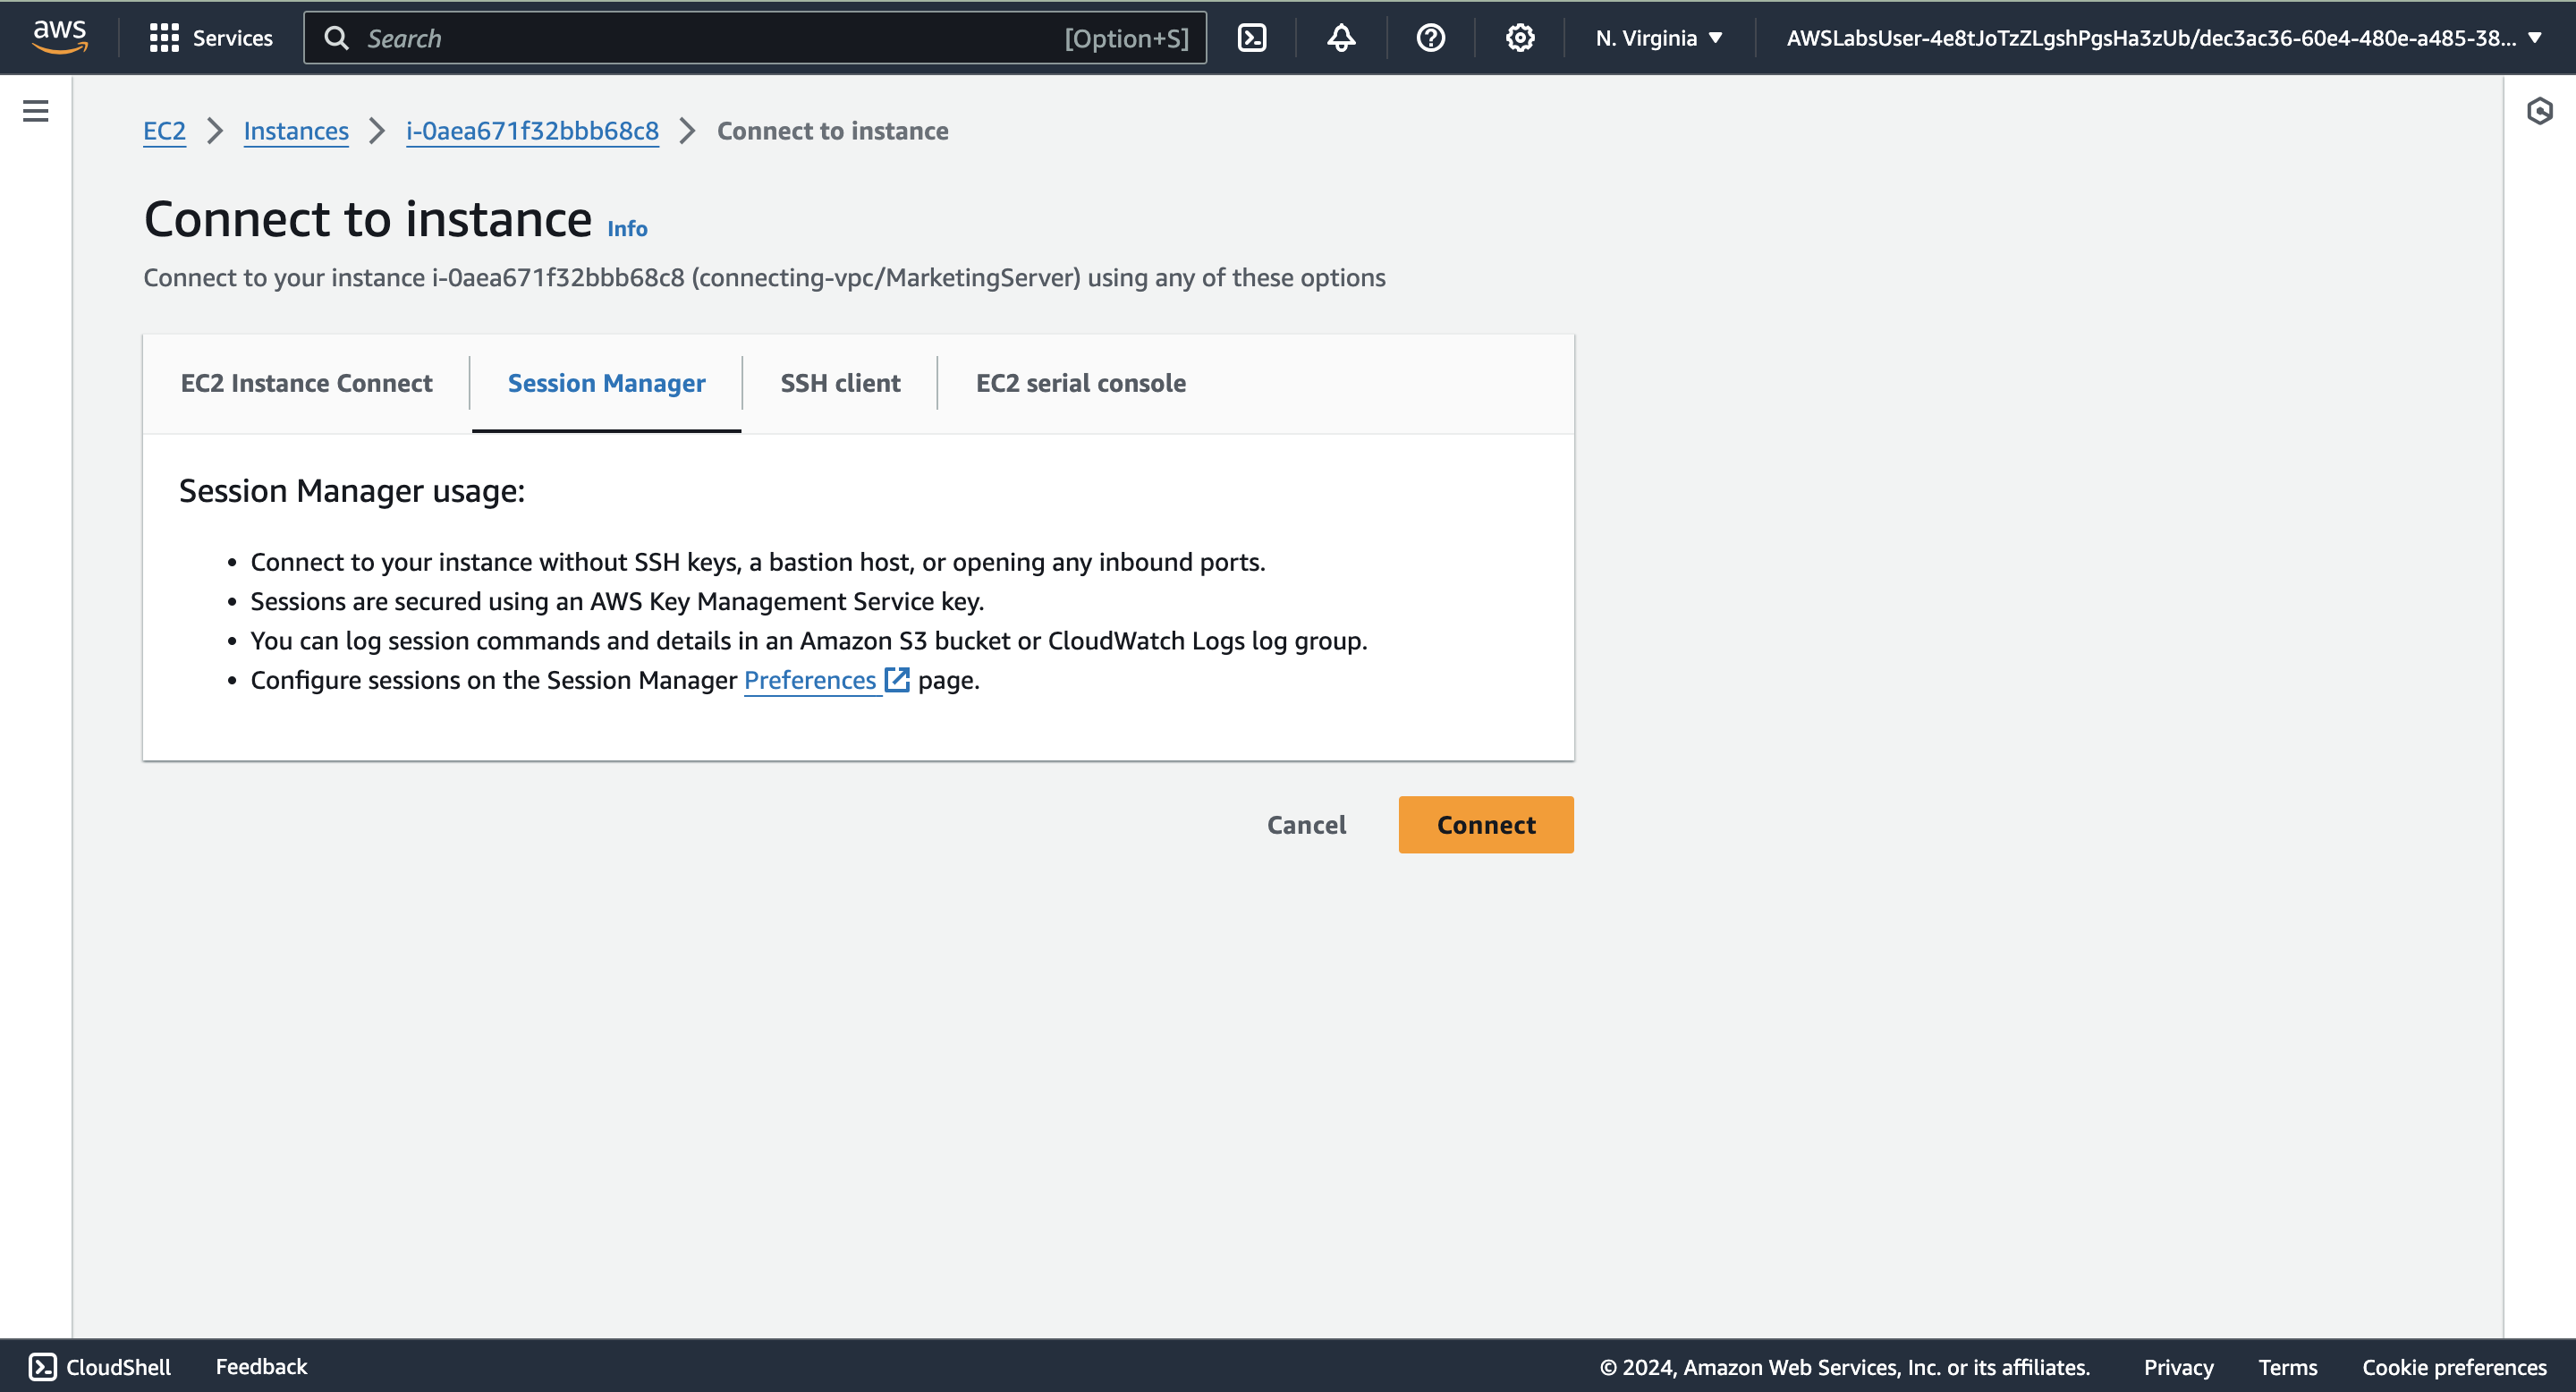 aws
Services
Search
[Option+S]
N. Virginia
AWSLabsUser-4e8tJoTzZLgshPgsHa3zUb/dec3ac36-60e4-480e-a485-38...
EC2 Instances i-0aea671f32bbb68c8 Connect to instance
Connect to instance Info
Connect to your instance i-0aea671f32bbb68c8 (connecting-vpc/MarketingServer) using any of these options
EC2 Instance Connect
Session Manager
SSH client
EC2 serial console
Session Manager usage:
• Connect to your instance without SSH keys, a bastion host, or opening any inbound ports.
• Sessions are secured using an AWS Key Management Service key.
• You can log session commands and details in an Amazon S3 bucket or CloudWatch Logs log group.
• Configure sessions on the Session Manager Preferences page.
Cancel
Connect
CloudShell
Feedback
© 2024, Amazon Web Services, Inc. or its affiliates.
Privacy
Terms
Cookie preferences